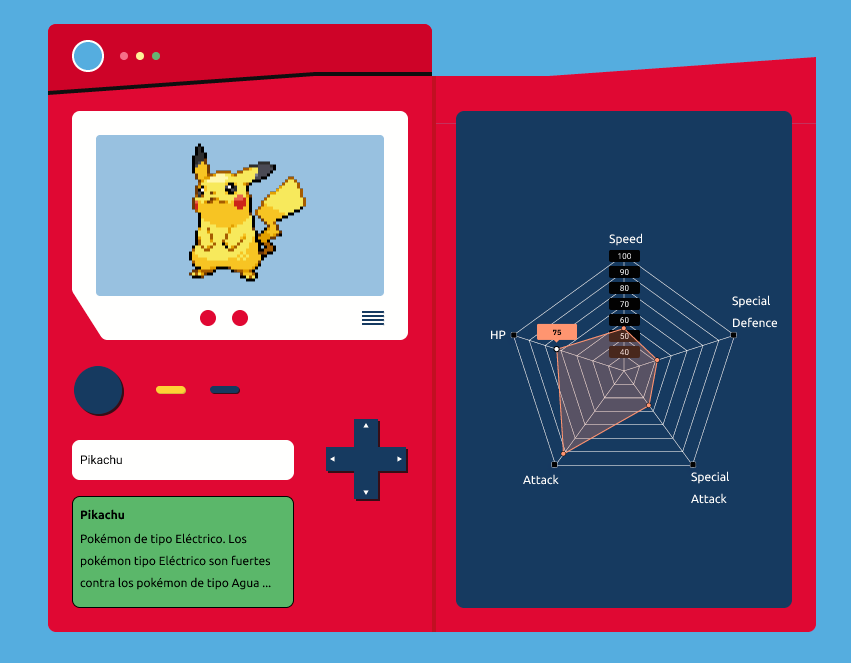 Pikachu
Pikachu
Pokémon de tipo Eléctrico. Los
pokémon tipo Eléctrico son fuertes
contra los pokémon de tipo Agua ...
Speed
100
90
80
70
60
50
40
Special
Defence
HP
75
Attack
Special
Attack